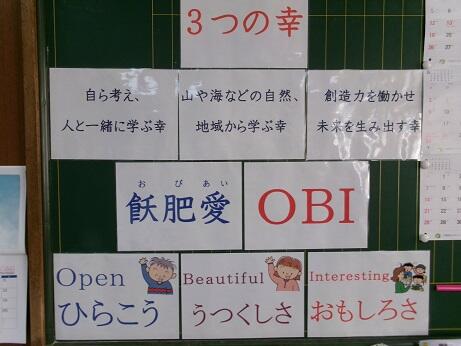 3つの幸
自ら考え、
人と一緒に学ぶ幸
山や海などの自然、
地域から学ぶ幸
創造力を働かせ
未来を生み出す幸
おびあい
飫肥愛
OBI
Open
ひらこう
Beautiful
うつくしさ
Interesting
おもしろさ